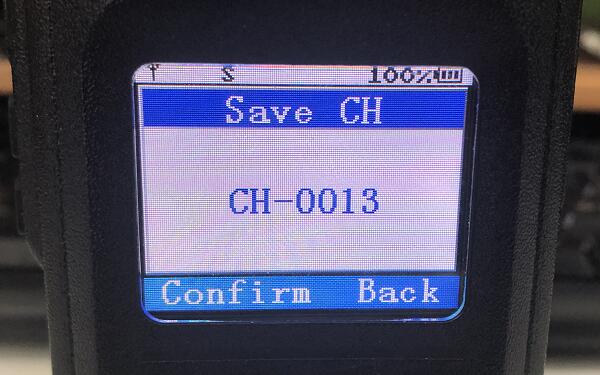 S 100%
Save CH
CH-0013
Confirm Back